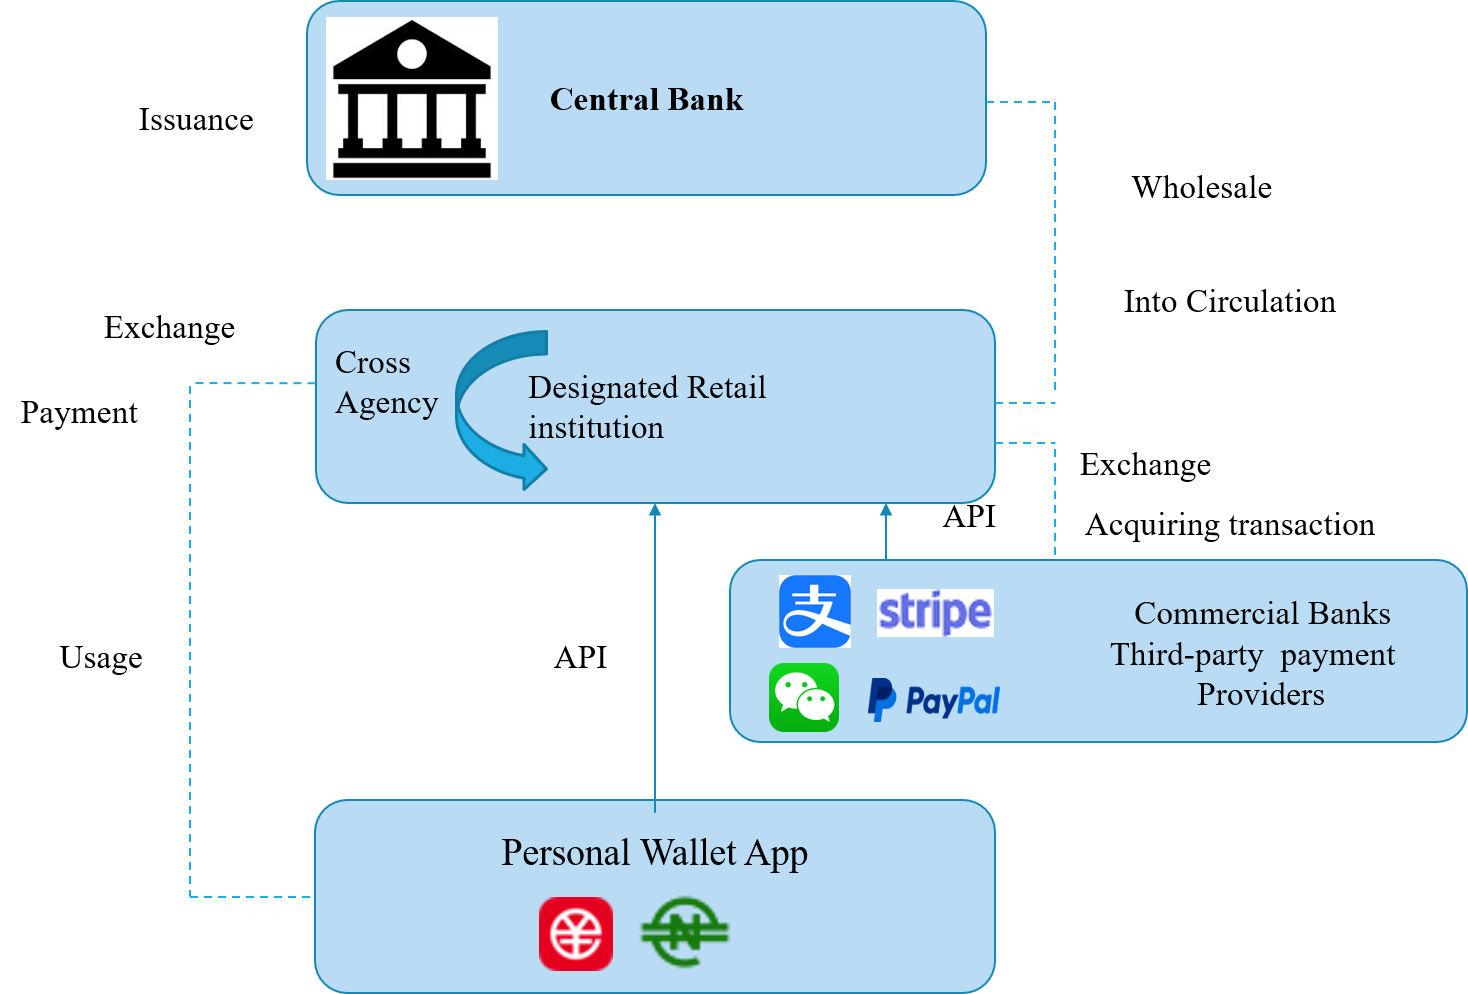 Issuance
Central Bank
Wholesale
Into Circulation
Exchange
Payment
Cross
Agency
Designated Retail
institution
Exchange
API
Acquiring transaction
支
stripe
PayPal
Commercial Banks
Third-party payment
Providers
Usage
API
Personal Wallet App